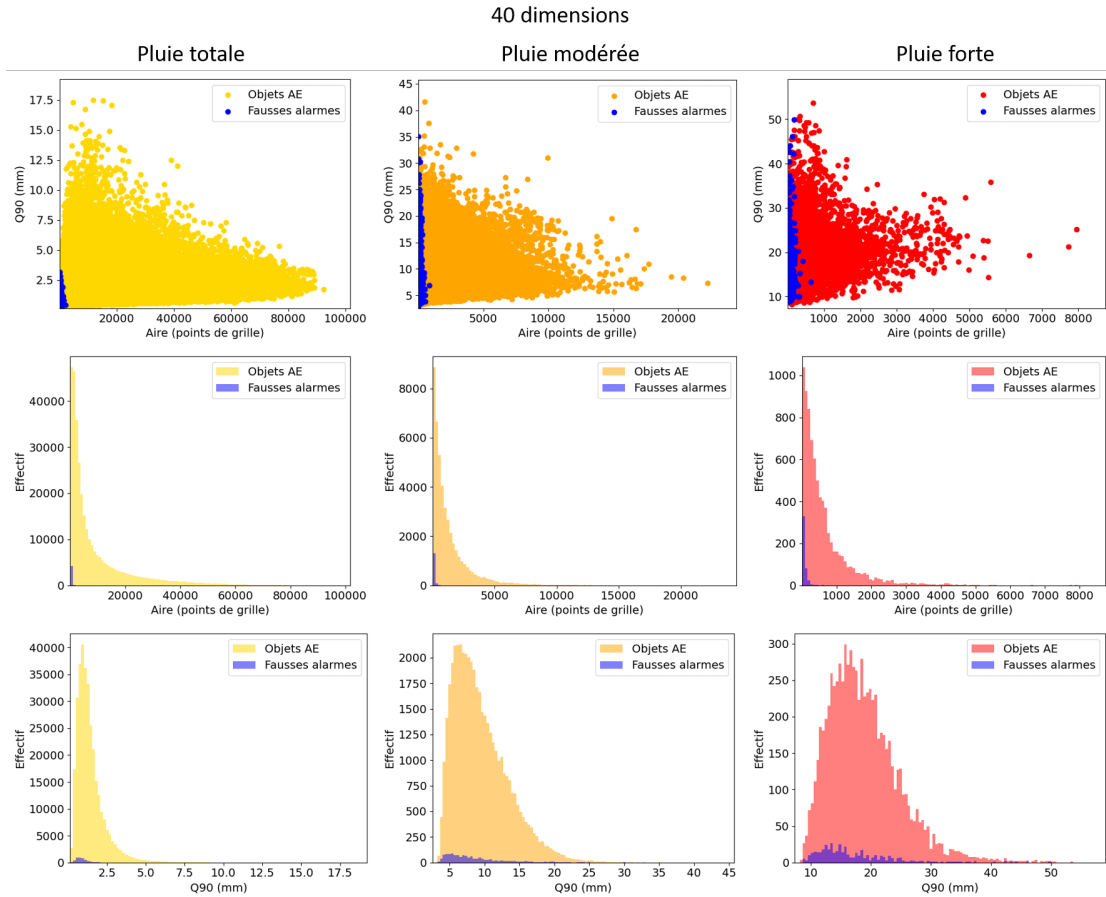 40 dimensions
Pluie totale
Pluie modérée
Pluie forte
Objets AE
Fausses alarmes
Q90 (mm)
17.5
15.0
12.5
10.0
7.5
5.0
2.5
20000 40000 60000 80000 100000
Aire (points de grille)
Objets AE
Fausses alarmes
Q90 (mm)
45
40
35
30
25
20
15
10
5
5000 10000 15000 20000
Aire (points de grille)
Objets AE
Fausses alarmes
Q90 (mm)
50
40
30
20
10
1000 2000 3000 4000 5000 6000 7000 8000
Aire (points de grille)
Objets AE
Fausses alarmes
Effectif
40000
30000
20000
10000
0
20000 40000 60000 80000 100000
Aire (points de grille)
Objets AE
Fausses alarmes
Effectif
8000
6000
4000
2000
0
5000 10000 15000 20000
Aire (points de grille)
Objets AE
Fausses alarmes
Effectif
1000
800
600
400
200
0
1000 2000 3000 4000 5000 6000 7000 8000
Aire (points de grille)
Objets AE
Fausses alarmes
Effectif
40000
35000
30000
25000
20000
15000
10000
5000
0
2.5 5.0 7.5 10.0 12.5 15.0 17.5
Q90 (mm)
Objets AE
Fausses alarmes
Effectif
2000
1750
1500
1250
1000
750
500
250
0
5 10 15 20 25 30 35 40 45
Q90 (mm)
Objets AE
Fausses alarmes
Effectif
300
250
200
150
100
50
0
10 20 30 40 50
Q90 (mm)